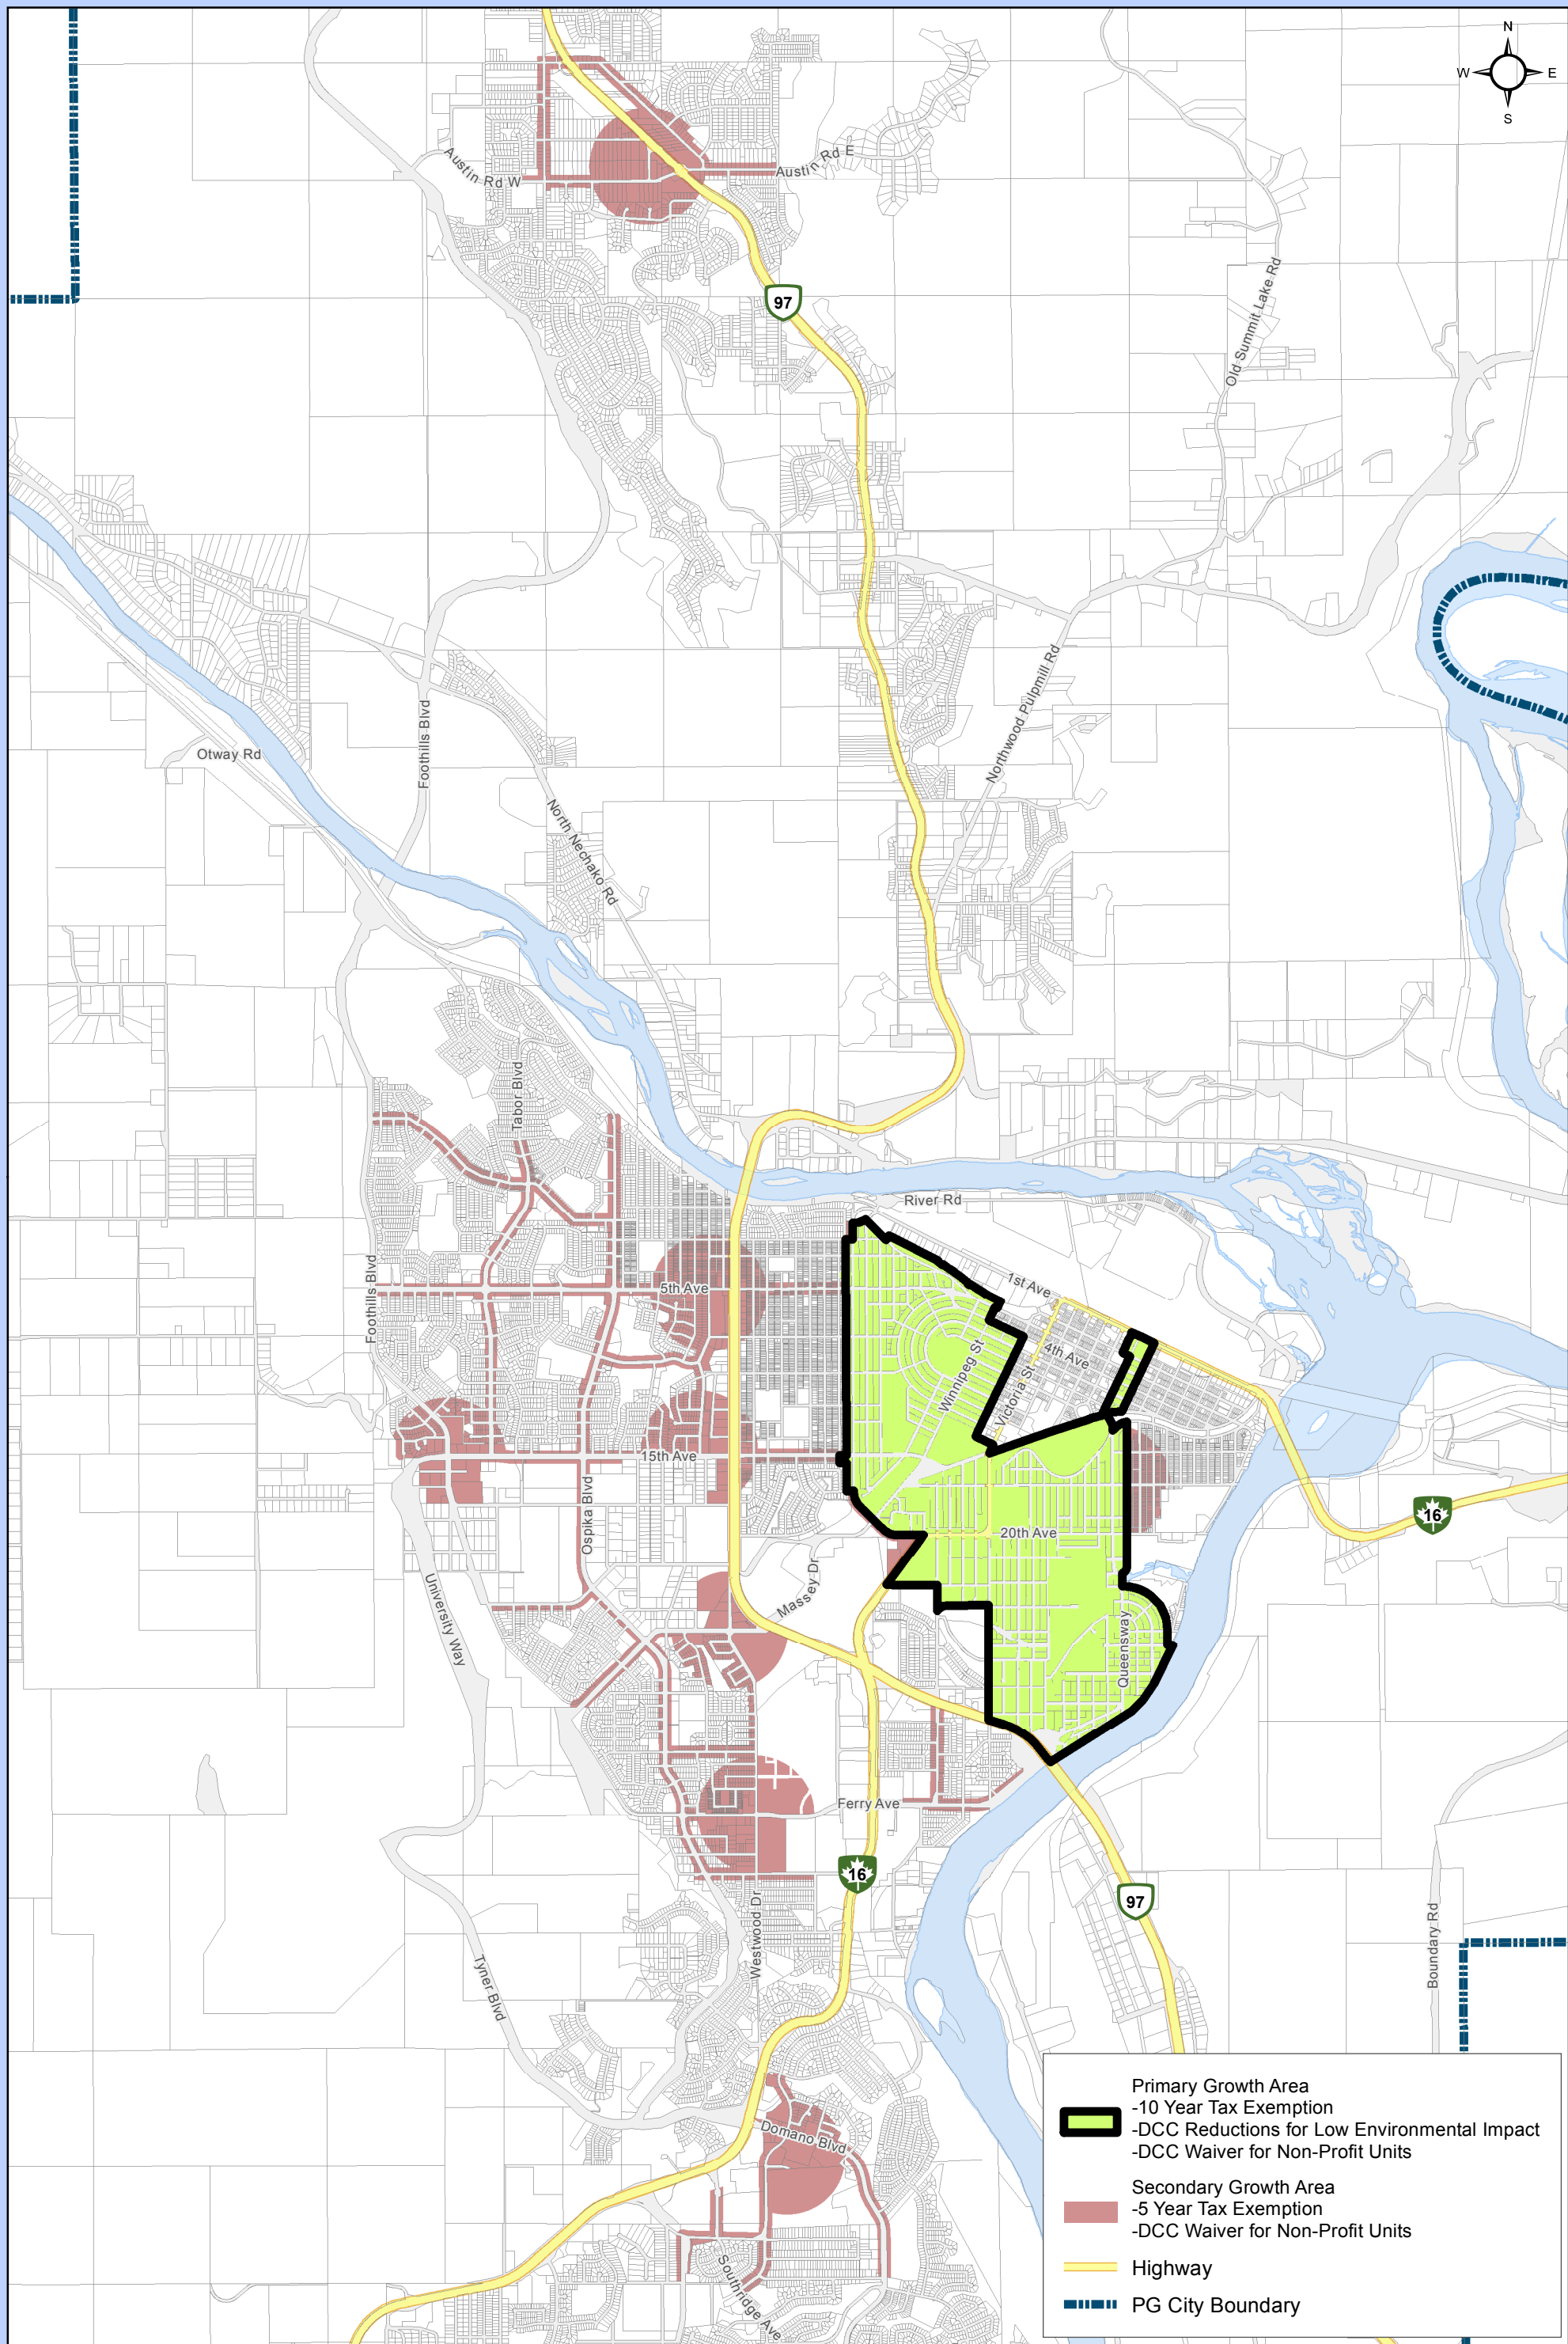 N
W E
S
Austin Rd W
Austin Rd E
97
Old Summit Lake Rd
Northwood Pulpmill Rd
Foothills Blvd
Otway Rd
North Nechako Rd
Tabor Blvd
River Rd
Foothills Blvd
5th Ave
1st Ave
4th Ave
Winnipeg St
Victoria St
15th Ave
Ospika Blvd
16
20th Ave
University Way
Massey Dr
Queensway
Ferry Ave
16
97
Westwood Dr
Boundary Rd
Tyner Blvd
Domano Blvd
Southridge Ave
Primary Growth Area
-10 Year Tax Exemption
-DCC Reductions for Low Environmental Impact
-DCC Waiver for Non-Profit Units
Secondary Growth Area
-5 Year Tax Exemption
-DCC Waiver for Non-Profit Units
Highway
PG City Boundary